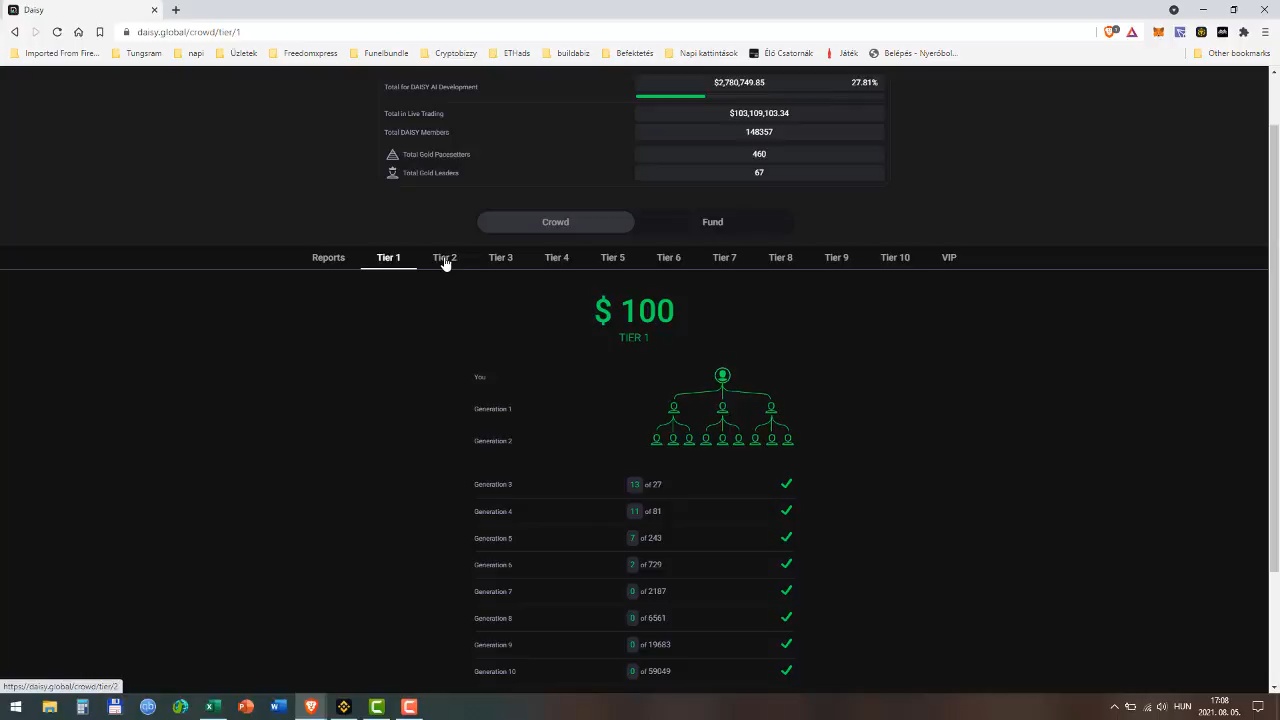 Daisy
daisy.global/crowd/tier/1
Imported From Fire... Tungsram napi Üzletek Freedomexpress Funelbuilding Cryptobizzy ETHash buildabiz Befektetés Napi kattintások Élő Csatornák Játék Belépés - Nyerőbol... Other bookmarks
Total for DAISY AI Development $2,780,749.85 27.81%
Total in Live Trading $103,109,103.34
Total DAISY Members 148357
Total Gold Pacesetters 460
Total Gold Leaders 67
Crowd Fund
Reports Tier 1 Tier 2 Tier 3 Tier 4 Tier 5 Tier 6 Tier 7 Tier 8 Tier 9 Tier 10 VIP
$ 100
TIER 1
You
Generation 1
Generation 2
Generation 3 13 of 27
Generation 4 11 of 81
Generation 5 7 of 243
Generation 6 2 of 729
Generation 7 0 of 2187
Generation 8 0 of 6561
Generation 9 0 of 19683
Generation 10 0 of 59049
https://daisy.global/crowd/tier/2
HUN 17:08
2021. 08. 05.